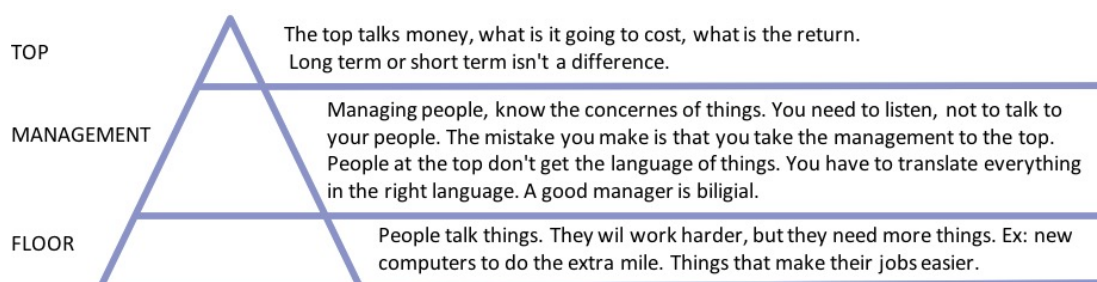 TOP
The top talks money, what is it going to cost, what is the return.
Long term or short term isn't a difference.
MANAGEMENT
Managing people, know the concernes of things. You need to listen, not to talk to
your people. The mistake you make is that you take the management to the top.
People at the top don't get the language of things. You have to translate everything
in the right language. A good manager is biligial.
FLOOR
People talk things. They wil work harder, but they need more things. Ex: new
computers to do the extra mile. Things that make their jobs easier.